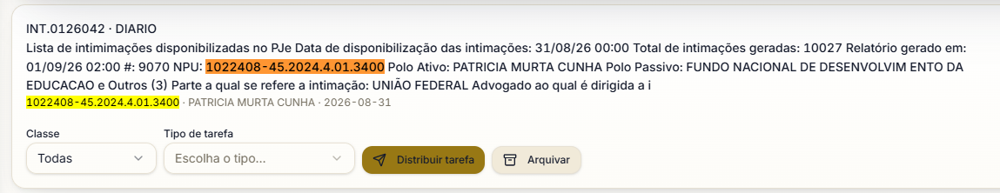 INT.0126042 · DIARIO
Lista de intimimações disponibilizadas no PJe Data de disponibilização das intimações: 31/08/26 00:00 Total de intimações geradas: 10027 Relatório gerado em:
01/09/26 02:00 #: 9070 NPU: 1022408-45.2024.4.01.3400 Polo Ativo: PATRICIA MURTA CUNHA Polo Passivo: FUNDO NACIONAL DE DESENVOLVIM ENTO DA
EDUCACAO e Outros (3) Parte a qual se refere a intimação: UNIÃO FEDERAL Advogado ao qual é dirigida a i
1022408-45.2024.4.01.3400 · PATRICIA MURTA CUNHA · 2026-08-31
Classe Tipo de tarefa
Todas Escolha o tipo... Distribuir tarefa Arquivar